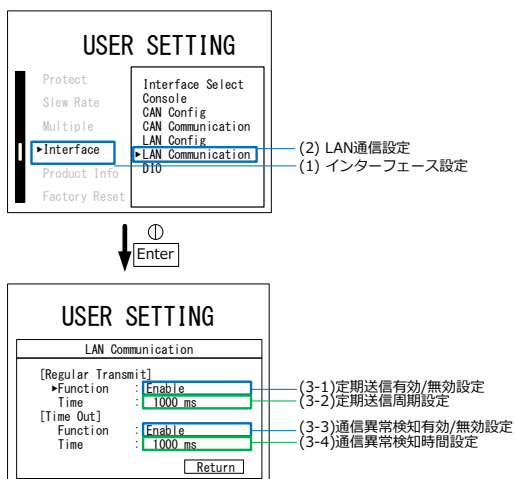 USER SETTING
Protect
Slew Rate
Multiple
►Interface
Product Info
Factory Reset
Interface Select
Console
CAN Config
CAN Communication
LAN Config
►LAN Communication
DIO
(2) LAN通信設定
(1) インターフェース設定
Enter
USER SETTING
LAN Communication
[Regular Transmit]
►Function : Enable
Time : 1000 ms
[Time Out]
Function : Enable
Time : 1000 ms
Return
(3-1)定期送信有効/無効設定
(3-2)定期送信周期設定
(3-3)通信異常検知有効/無効設定
(3-4)通信異常検知時間設定